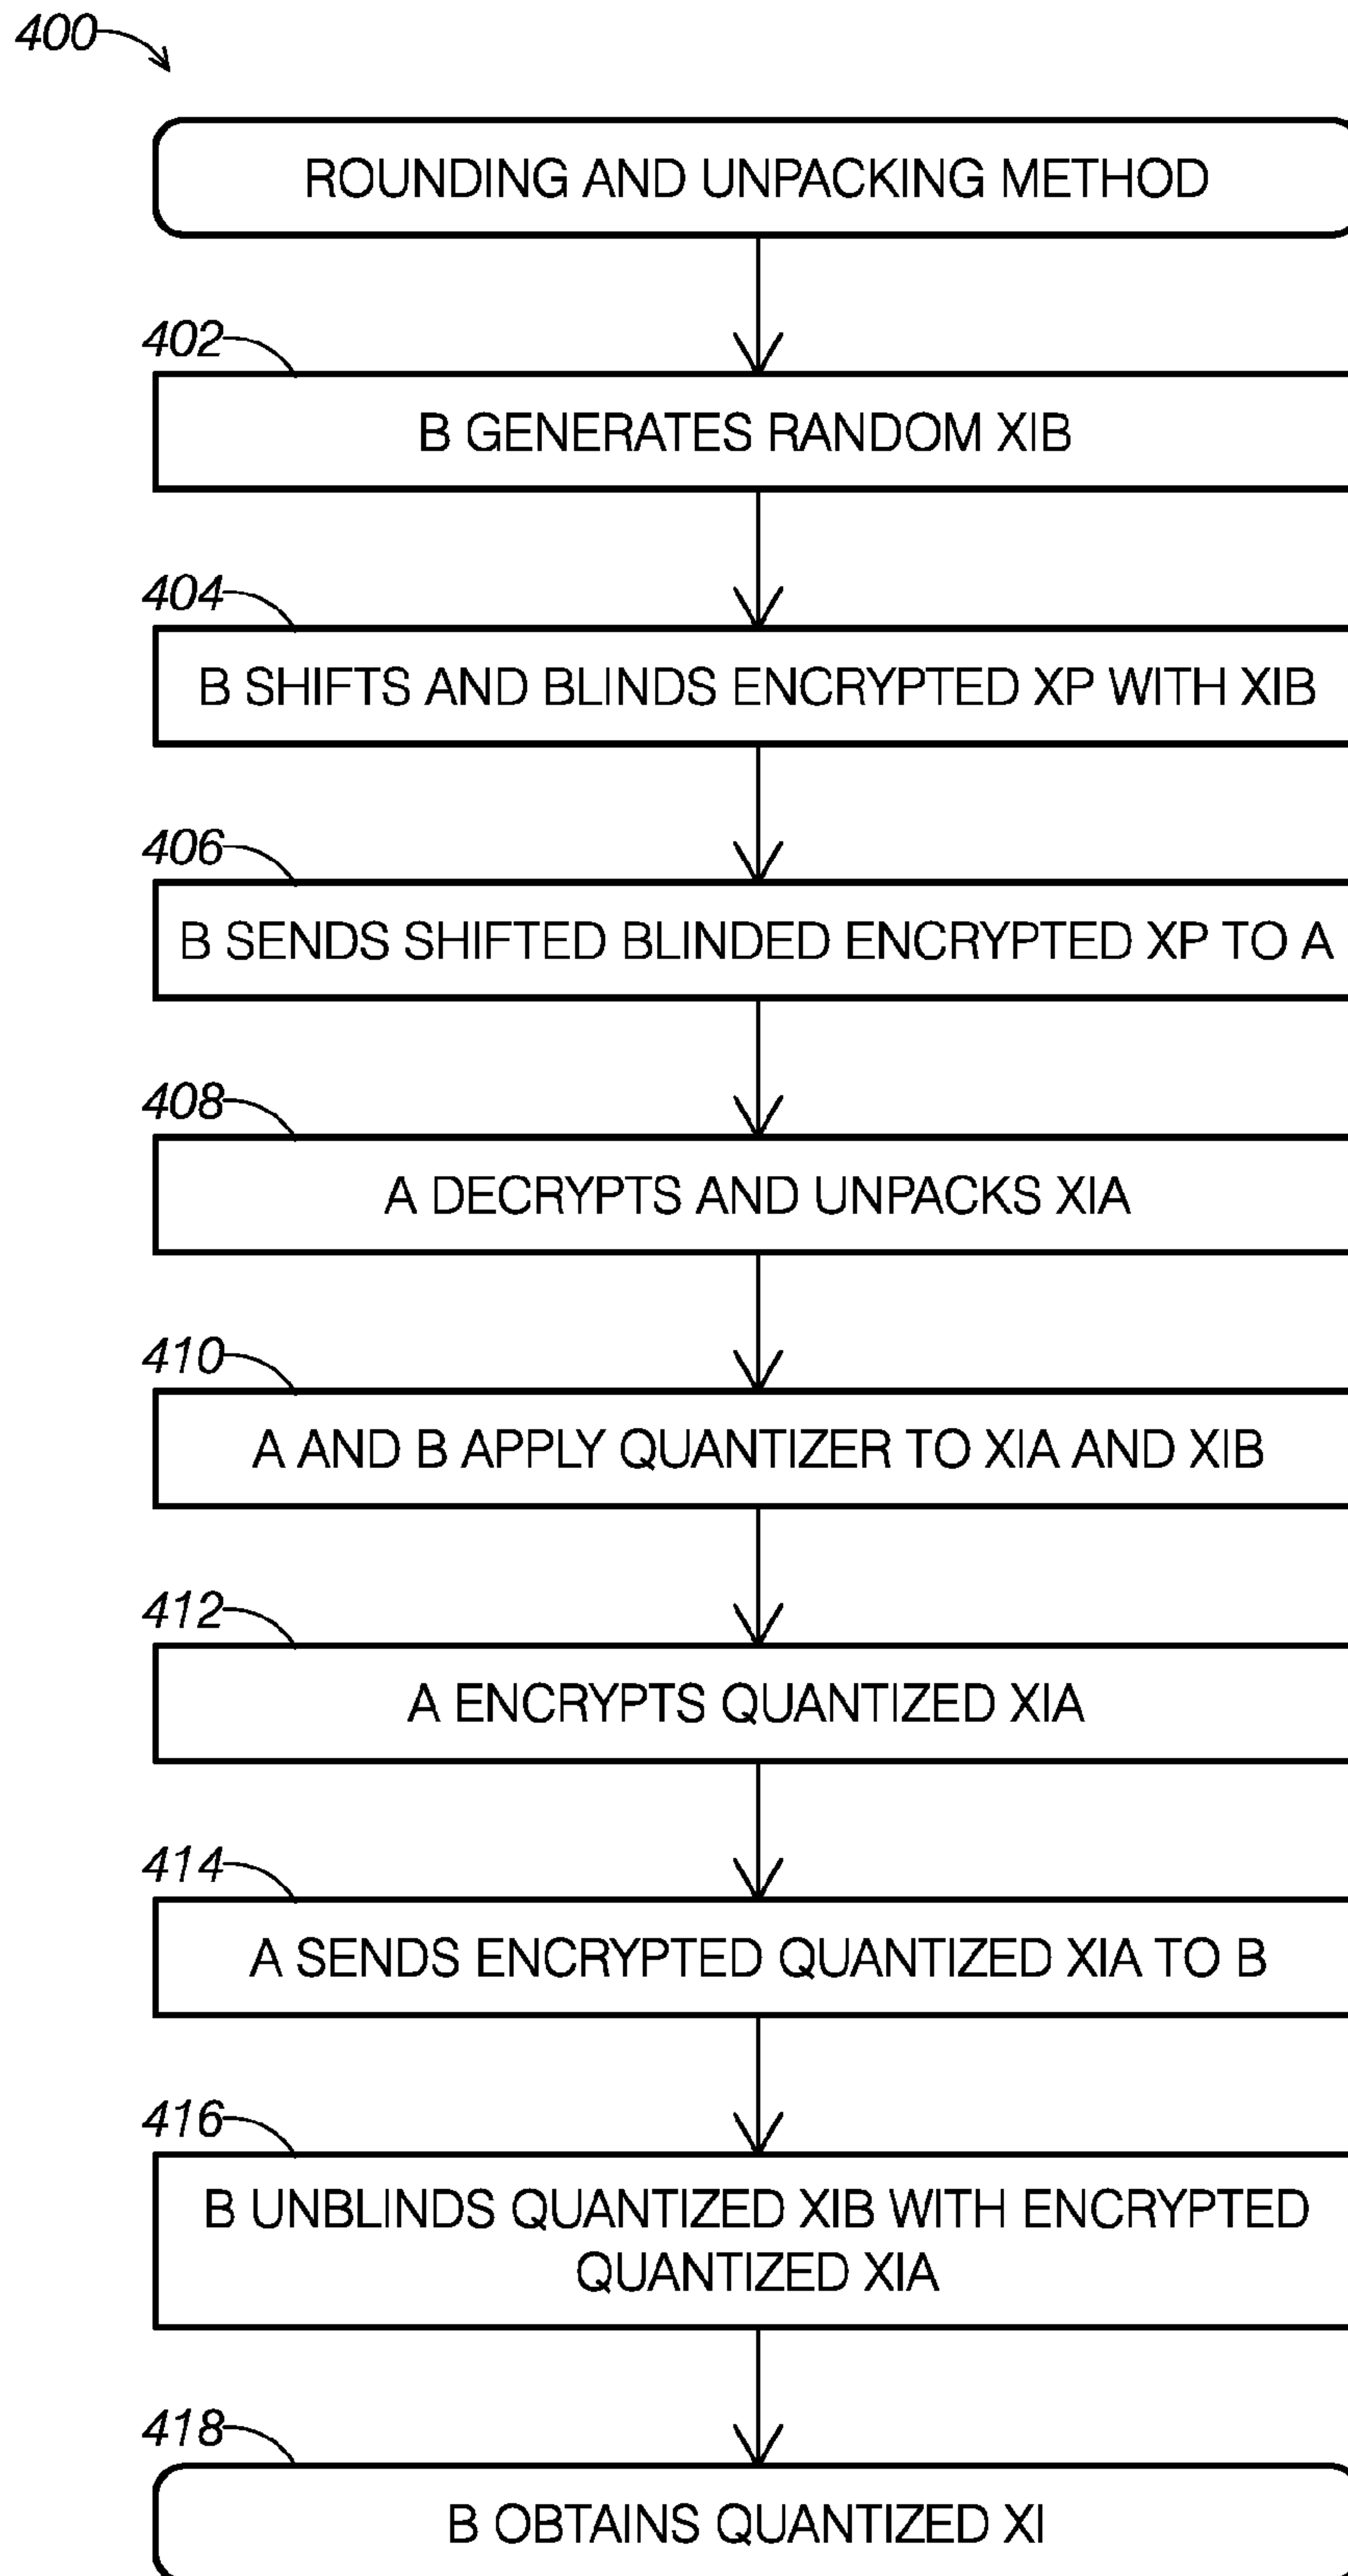 400
ROUNDING AND UNPACKING METHOD
402
B GENERATES RANDOM XIB
404
B SHIFTS AND BLINDS ENCRYPTED XP WITH XIB
406
B SENDS SHIFTED BLINDED ENCRYPTED XP TO A
408
A DECRYPTS AND UNPACKS XIA
410
A AND B APPLY QUANTIZER TO XIA AND XIB
412
A ENCRYPTS QUANTIZED XIA
414
A SENDS ENCRYPTED QUANTIZED XIA TO B
416
B UNBLINDS QUANTIZED XIB WITH ENCRYPTED
QUANTIZED XIA
418
B OBTAINS QUANTIZED XI